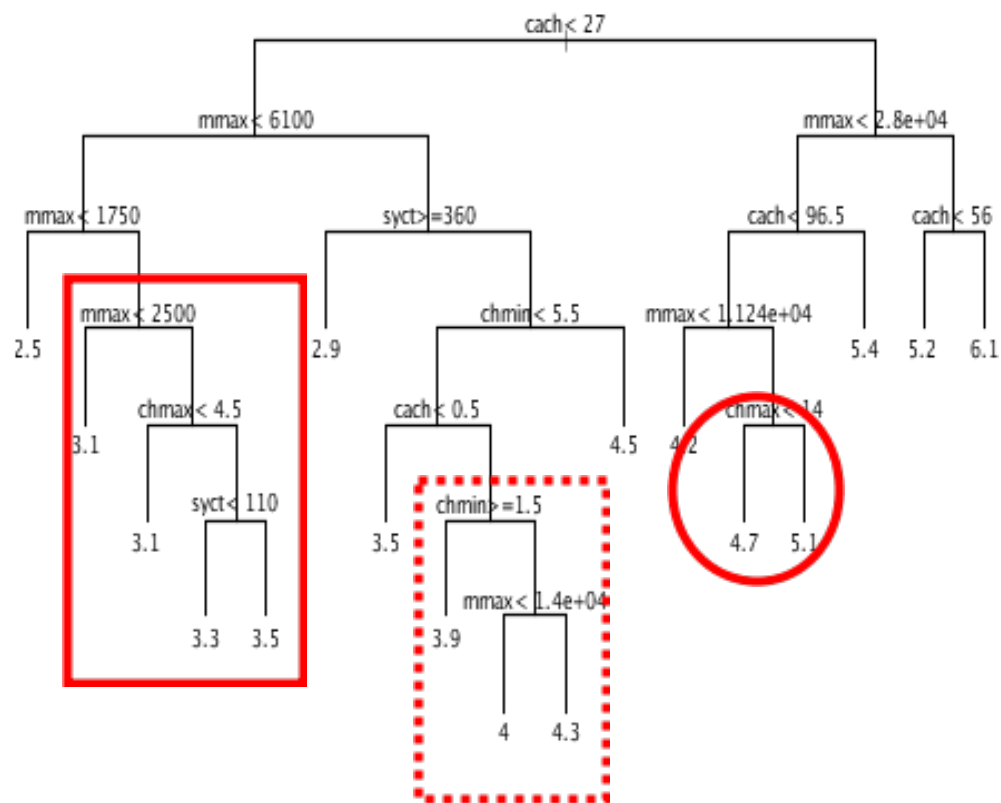 cach< 27
mmax< 6100
mmax< 2.8e+04
mmax< 1750
syct>=360
cach< 96.5
cach< 56
mmax< 2500
chmin< 5.5
mmax< 1.124e+04
2.5
2.9
5.4
5.2
6.1
chmax< 4.5
cach< 0.5
chmax< 14
3.1
4.5
4.2
syct< 110
chmin>=1.5
3.1
3.5
4.7
5.1
mmax< 1.4e+04
3.3
3.5
3.9
4
4.3